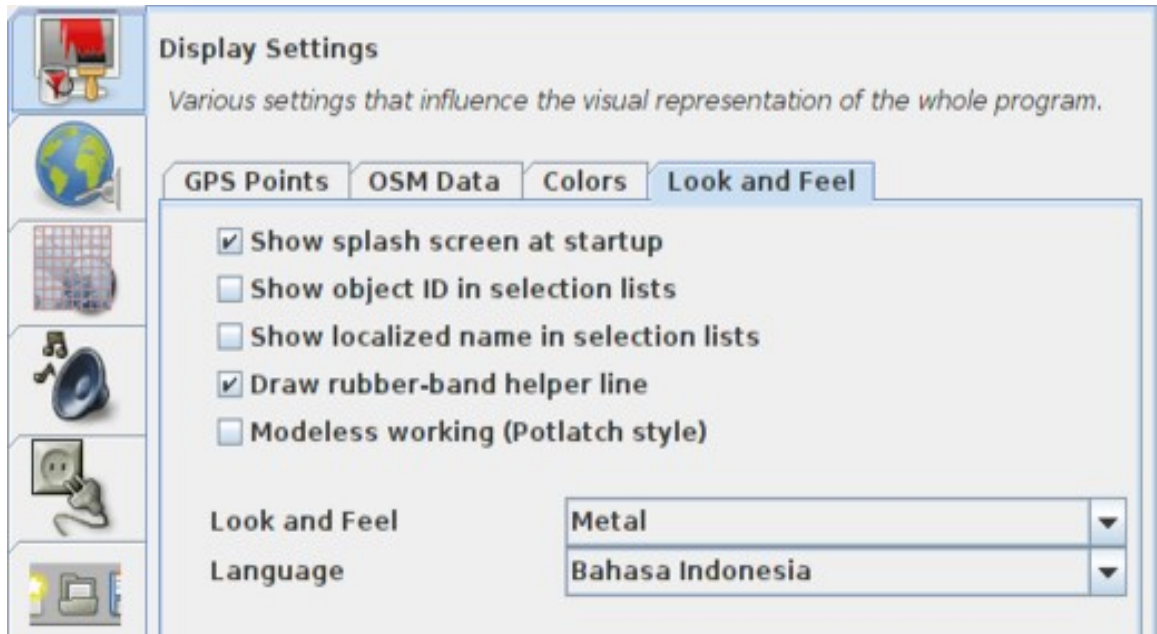 Display Settings
Various settings that influence the visual representation of the whole program.
GPS Points OSM Data Colors Look and Feel
Show splash screen at startup
Show object ID in selection lists
Show localized name in selection lists
Draw rubber-band helper line
Modeless working (Potlatch style)
Look and Feel Metal
Language Bahasa Indonesia